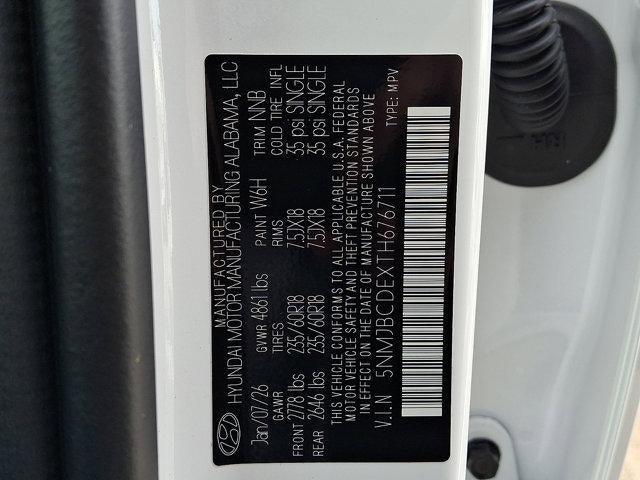 MANUFACTURED BY
HYUNDAI MOTOR MANUFACTURING ALABAMA, LLC
Jan/07/26 GVWR 4861 lbs PAINT W6H TRIM NNB
GAWR TIRES RIMS COLD TIRE INFL
FRONT 2778 lbs 235/60R18 7.5JX18 35 psi SINGLE
REAR 2646 lbs 235/60R18 7.5JX18 35 psi SINGLE
THIS VEHICLE CONFORMS TO ALL APPLICABLE U.S.A. FEDERAL
MOTOR VEHICLE SAFETY AND THEFT PREVENTION STANDARDS
IN EFFECT ON THE DATE OF MANUFACTURE SHOWN ABOVE
V.I.N 5NMJBCDEXTH676711 TYPE: MPV
RH